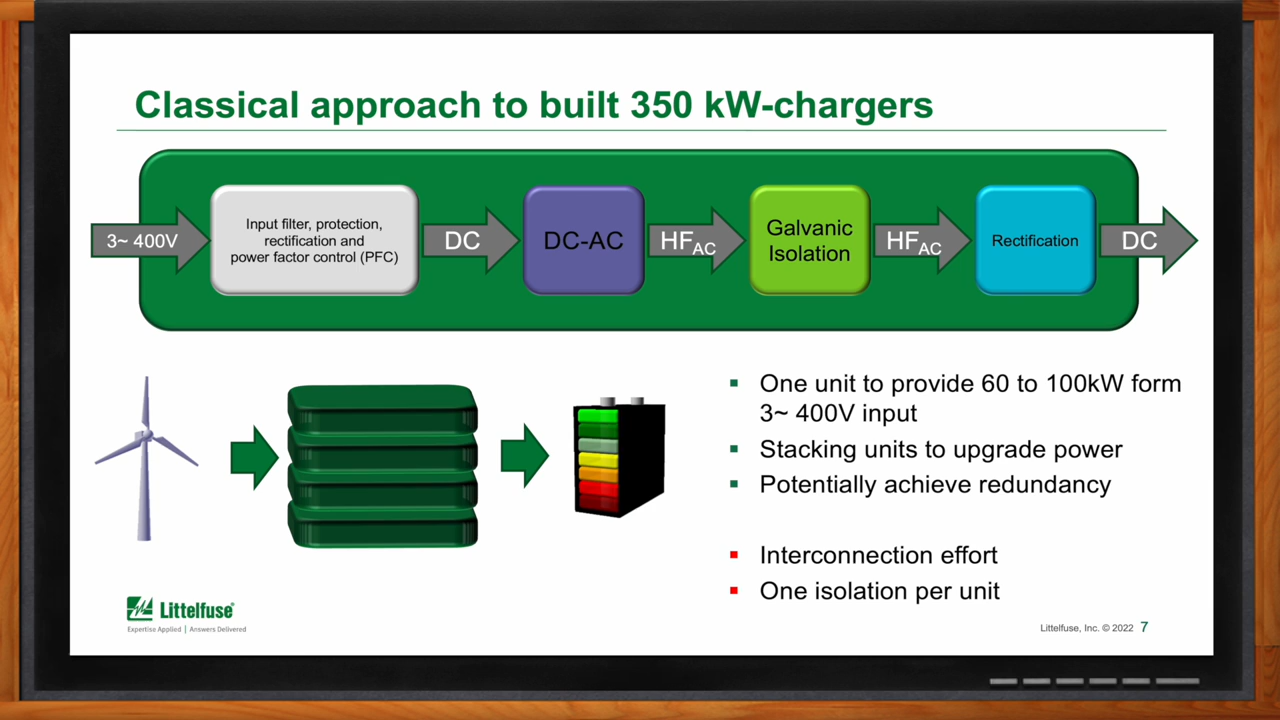 Classical approach to built 350 kW-chargers
3~ 400V
Input filter, protection,
rectification and
power factor control (PFC)
DC
DC-AC
HFAC
Galvanic
Isolation
HFAC
Rectification
DC
▪ One unit to provide 60 to 100kW form
3~ 400V input
▪ Stacking units to upgrade power
▪ Potentially achieve redundancy
▪ Interconnection effort
▪ One isolation per unit
Littelfuse®
Expertise Applied | Answers Delivered
Littelfuse, Inc. © 2022 7